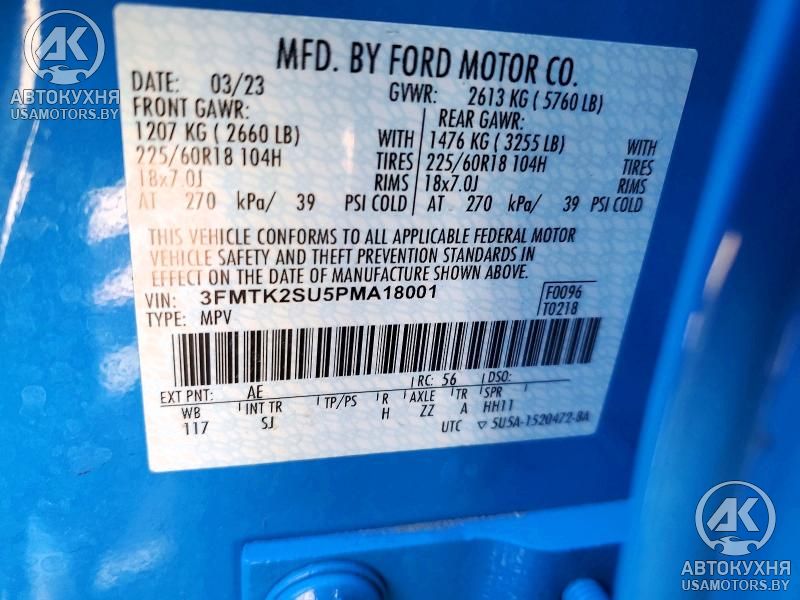 АК
АВТОКУХНЯ
USAMOTORS.BY
MFD. BY FORD MOTOR CO.
DATE: 03/23 GVWR: 2613 KG ( 5760 LB)
FRONT GAWR: REAR GAWR:
1207 KG ( 2660 LB) WITH 1476 KG ( 3255 LB) WITH
225/60R18 104H TIRES 225/60R18 104H TIRES
18x7.0J RIMS 18x7.0J RIMS
AT 270 kPa/ 39 PSI COLD AT 270 kPa/ 39 PSI COLD
THIS VEHICLE CONFORMS TO ALL APPLICABLE FEDERAL MOTOR
VEHICLE SAFETY AND THEFT PREVENTION STANDARDS IN
EFFECT ON THE DATE OF MANUFACTURE SHOWN ABOVE.
VIN: 3FMTK2SU5PMA18001 F0096
TYPE: MPV T0218
EXT PNT: AE RC: 56 DSO:
WB INT TR TP/PS R AXLE TR SPR
117 SJ H ZZ A HH11
UTC 5U5A-1520472-BA
АК
АВТОКУХНЯ
USAMOTORS.BY